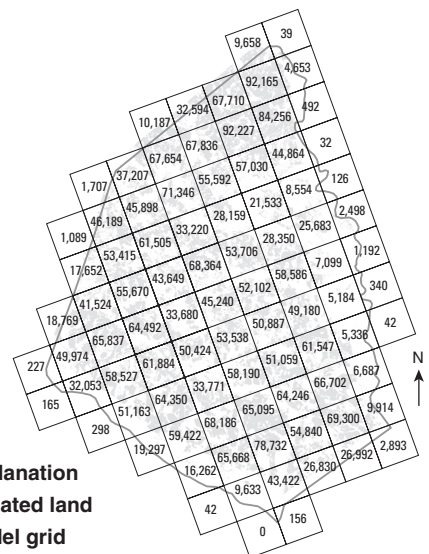 9,658 39
10,187 32,594 67,710 92,165 4,653
1,707 37,207 67,654 67,836 92,227 84,256 492
1,089 46,189 45,898 71,346 55,592 57,030 44,864 32
17,652 53,415 61,505 33,220 28,159 21,533 8,554 126
18,769 41,524 55,670 43,649 68,364 53,706 28,350 25,683 2,498
227 49,974 65,837 64,492 33,680 45,240 52,102 58,586 7,099 1,192
165 32,053 58,527 61,884 50,424 53,538 50,887 49,180 5,184 340
298 51,163 64,350 33,771 58,190 51,059 61,547 5,336 42
19,297 59,422 68,186 65,095 64,246 66,702 6,687
16,262 65,668 78,732 54,840 69,300 9,914
42 9,633 43,422 26,830 26,992 2,893
0 156
N
lanation
ated land
del grid